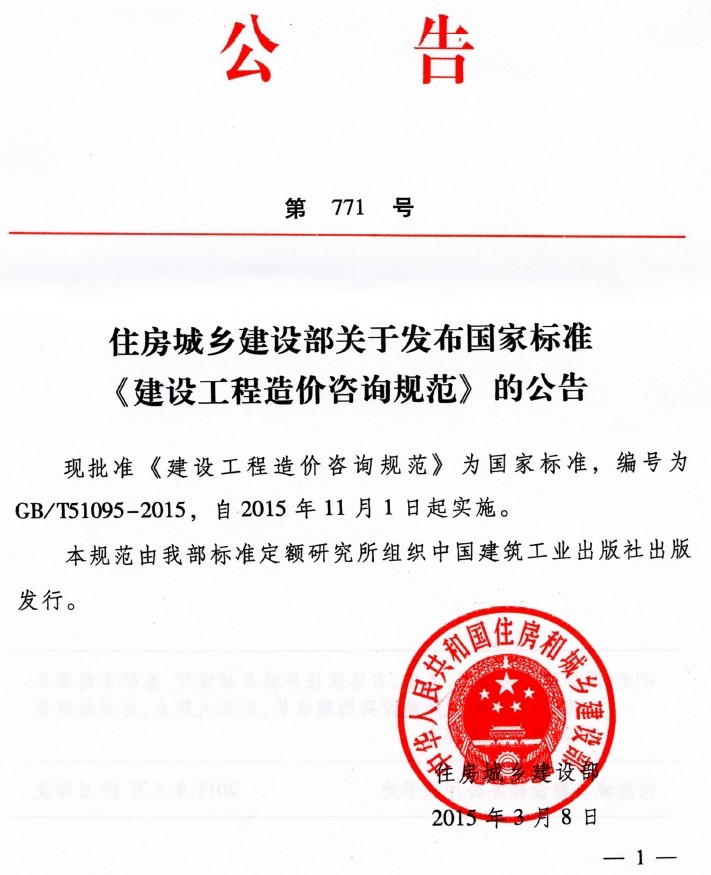 公告
第 771 号
住房城乡建设部关于发布国家标准
《建设工程造价咨询规范》的公告
现批准《建设工程造价咨询规范》为国家标准，编号为
GB/T51095-2015，自2015年11月1日起实施。
本规范由我部标准定额研究所组织中国建筑工业出版社出版
发行。
中华人民共和国住房和城乡建设部
住房城乡建设部
2015年3月8日
— 1 —